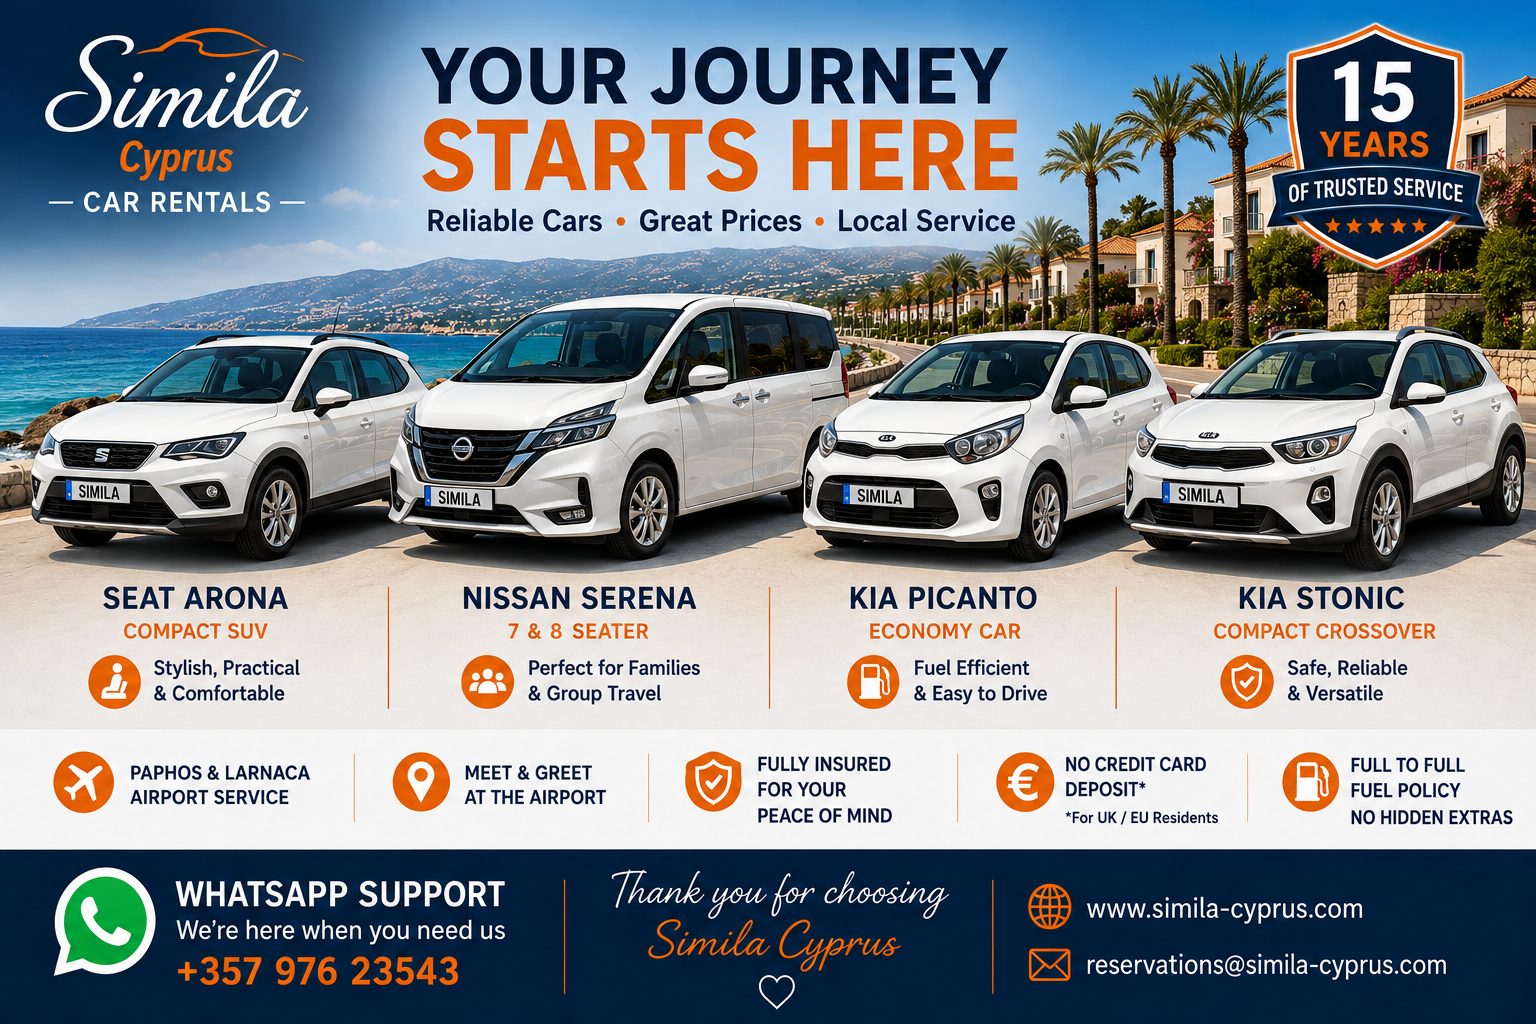 Simila
Cyprus
CAR RENTALS
YOUR JOURNEY
STARTS HERE
Reliable Cars • Great Prices • Local Service
15
YEARS
OF TRUSTED SERVICE
SIMILA
SIMILA
SIMILA
SIMILA
SEAT ARONA
COMPACT SUV
Stylish, Practical
& Comfortable
NISSAN SERENA
7 & 8 SEATER
Perfect for Families
& Group Travel
KIA PICANTO
ECONOMY CAR
Fuel Efficient
& Easy to Drive
KIA STONIC
COMPACT CROSSOVER
Safe, Reliable
& Versatile
PAPHOS & LARNACA
AIRPORT SERVICE
MEET & GREET
AT THE AIRPORT
FULLY INSURED
FOR YOUR
PEACE OF MIND
NO CREDIT CARD
DEPOSIT*
*For UK / EU Residents
FULL TO FULL
FUEL POLICY
NO HIDDEN EXTRAS
WHATSAPP SUPPORT
We're here when you need us
+357 976 23543
Thank you for choosing
Simila Cyprus
www.simila-cyprus.com
reservations@simila-cyprus.com